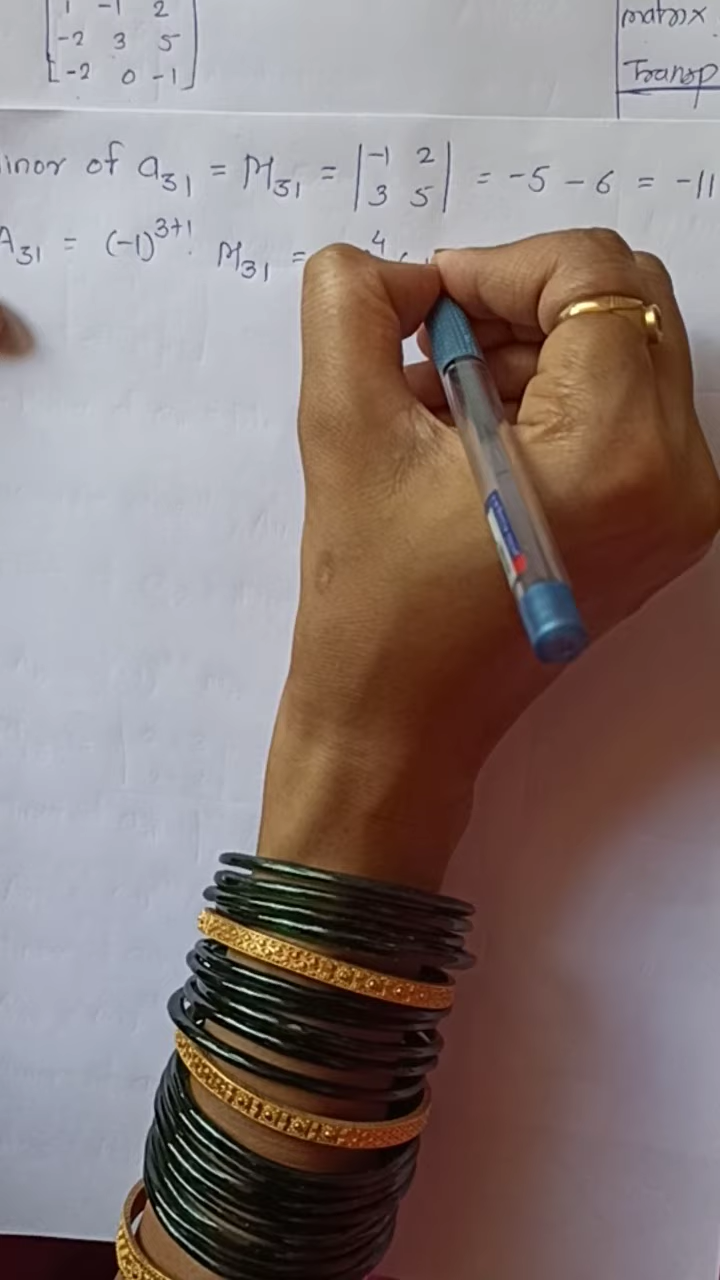 1 -1 2
-2 3 5
-2 0 -1
matrix
Transp
inor of a₃₁ = M₃₁ = |-1 2| = -5 - 6 = -11
|3 5|
A₃₁ = (-1)³⁺¹. M₃₁ = 4